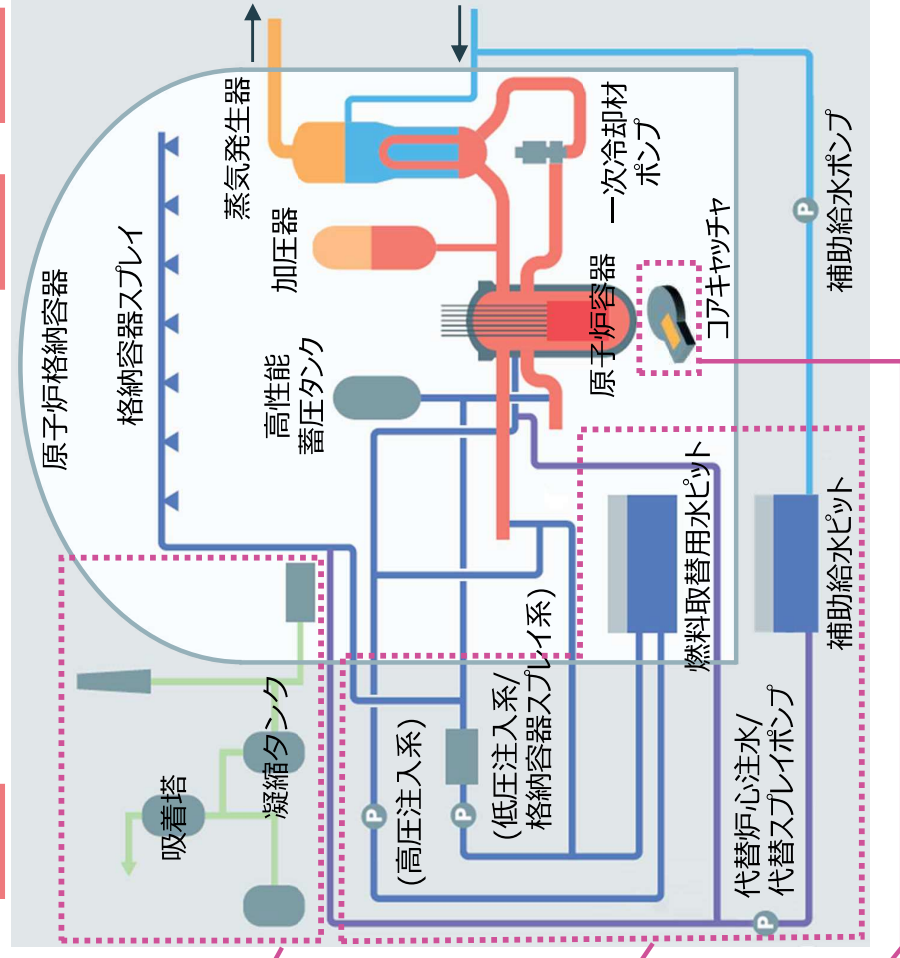 原子炉格納容器
格納容器スプレイ
蒸気発生器
加圧器
高性能
蓄圧タンク
一次冷却材
ポンプ
原子炉容器
コアキャッチャ
補助給水ポンプ
P
燃料取替用水ピット
補助給水ピット
吸着塔
凝縮タンク
(高圧注入系)
P
(低圧注入系/
格納容器スプレイ系)
P
代替炉心注水/
代替スプレイポンプ
P